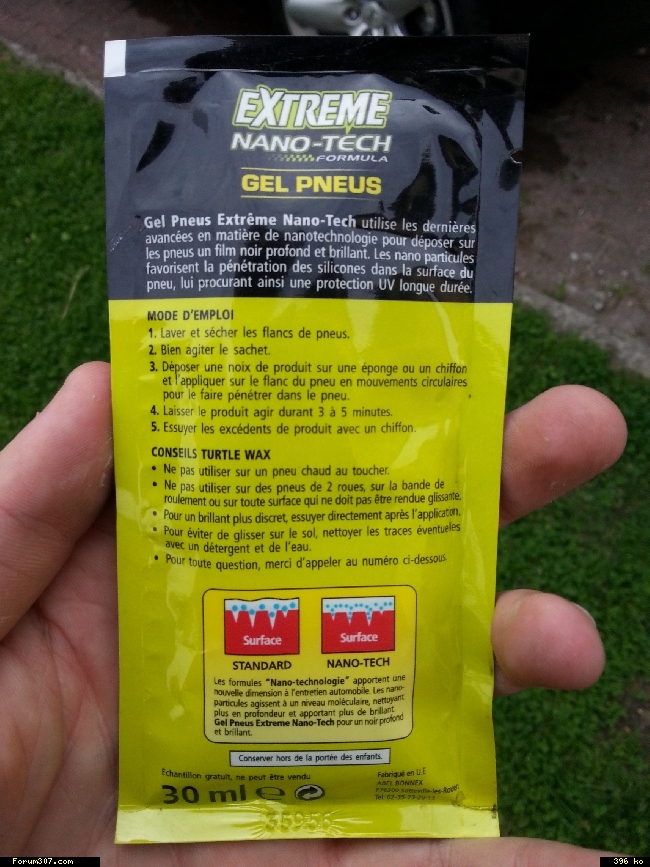 EXTREME
NANO-TECH
FORMULA
GEL PNEUS
Gel Pneus Extrême Nano-Tech utilise les dernières
avancées en matière de nanotechnologie pour déposer sur
les pneus un film noir profond et brillant. Les nano particules
favorisent la pénétration des silicones dans la surface du
pneu, lui procurant ainsi une protection UV longue durée.
MODE D'EMPLOI
1. Laver et sécher les flancs de pneus.
2. Bien agiter le sachet.
3. Déposer une noix de produit sur une éponge ou un chiffon
et l'appliquer sur le flanc du pneu en mouvements circulaires
pour le faire pénétrer dans le pneu.
4. Laisser le produit agir durant 3 à 5 minutes.
5. Essuyer les excédents de produit avec un chiffon.
CONSEILS TURTLE WAX
• Ne pas utiliser sur un pneu chaud au toucher.
• Ne pas utiliser sur des pneus de 2 roues, sur la bande de
roulement ou sur toute surface qui ne doit pas être rendue glissante.
• Pour un brillant plus discret, essuyer directement après l'application.
• Pour éviter de glisser sur le sol, nettoyer les traces éventuelles
avec un détergent et de l'eau.
• Pour toute question, merci d'appeler au numéro ci-dessous.
Surface
Surface
STANDARD
NANO-TECH
Les formules "Nano-technologie" apportent une
nouvelle dimension à l'entretien automobile. Les nano-
particules agissent à un niveau moléculaire, nettoyant
plus en profondeur et apportant plus de brillant.
Gel Pneus Extreme Nano-Tech pour un noir profond
et brillant.
Conserver hors de la portée des enfants.
Echantillon gratuit, ne peut être vendu
30 ml e
Fabriqué en U.E
ABEL BONNEX
Sotteville-les-Rouen
Forum307.com
396 ko